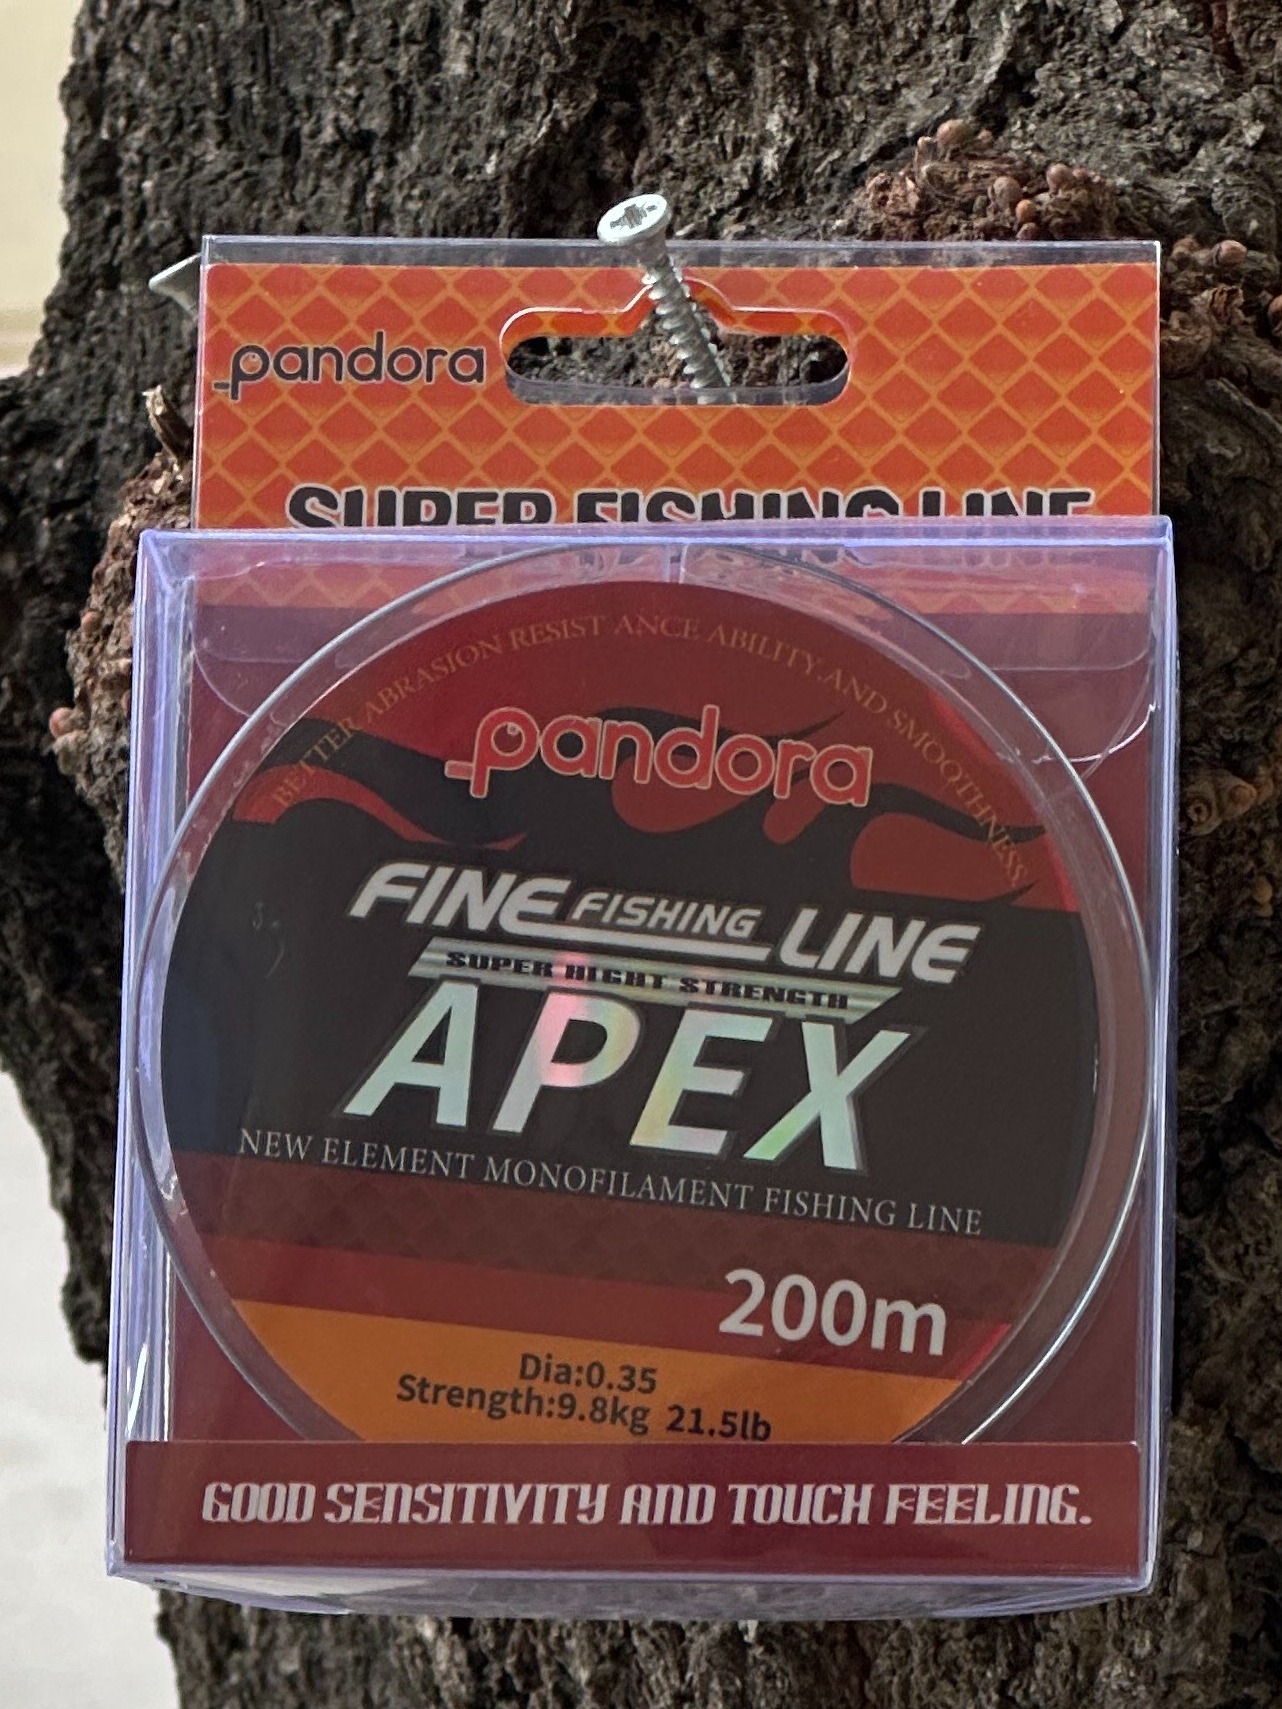 pandora
SUPER FISHING LINE
BETTER ABRASION RESIST ANCE ABILITY,AND SMOOTHNESS
pandora
FINE FISHING LINE
SUPER HIGHT STRENGTH
APEX
NEW ELEMENT MONOFILAMENT FISHING LINE
200m
Dia:0.35
Strength:9.8kg 21.5lb
GOOD SENSITIVITY AND TOUCH FEELING.